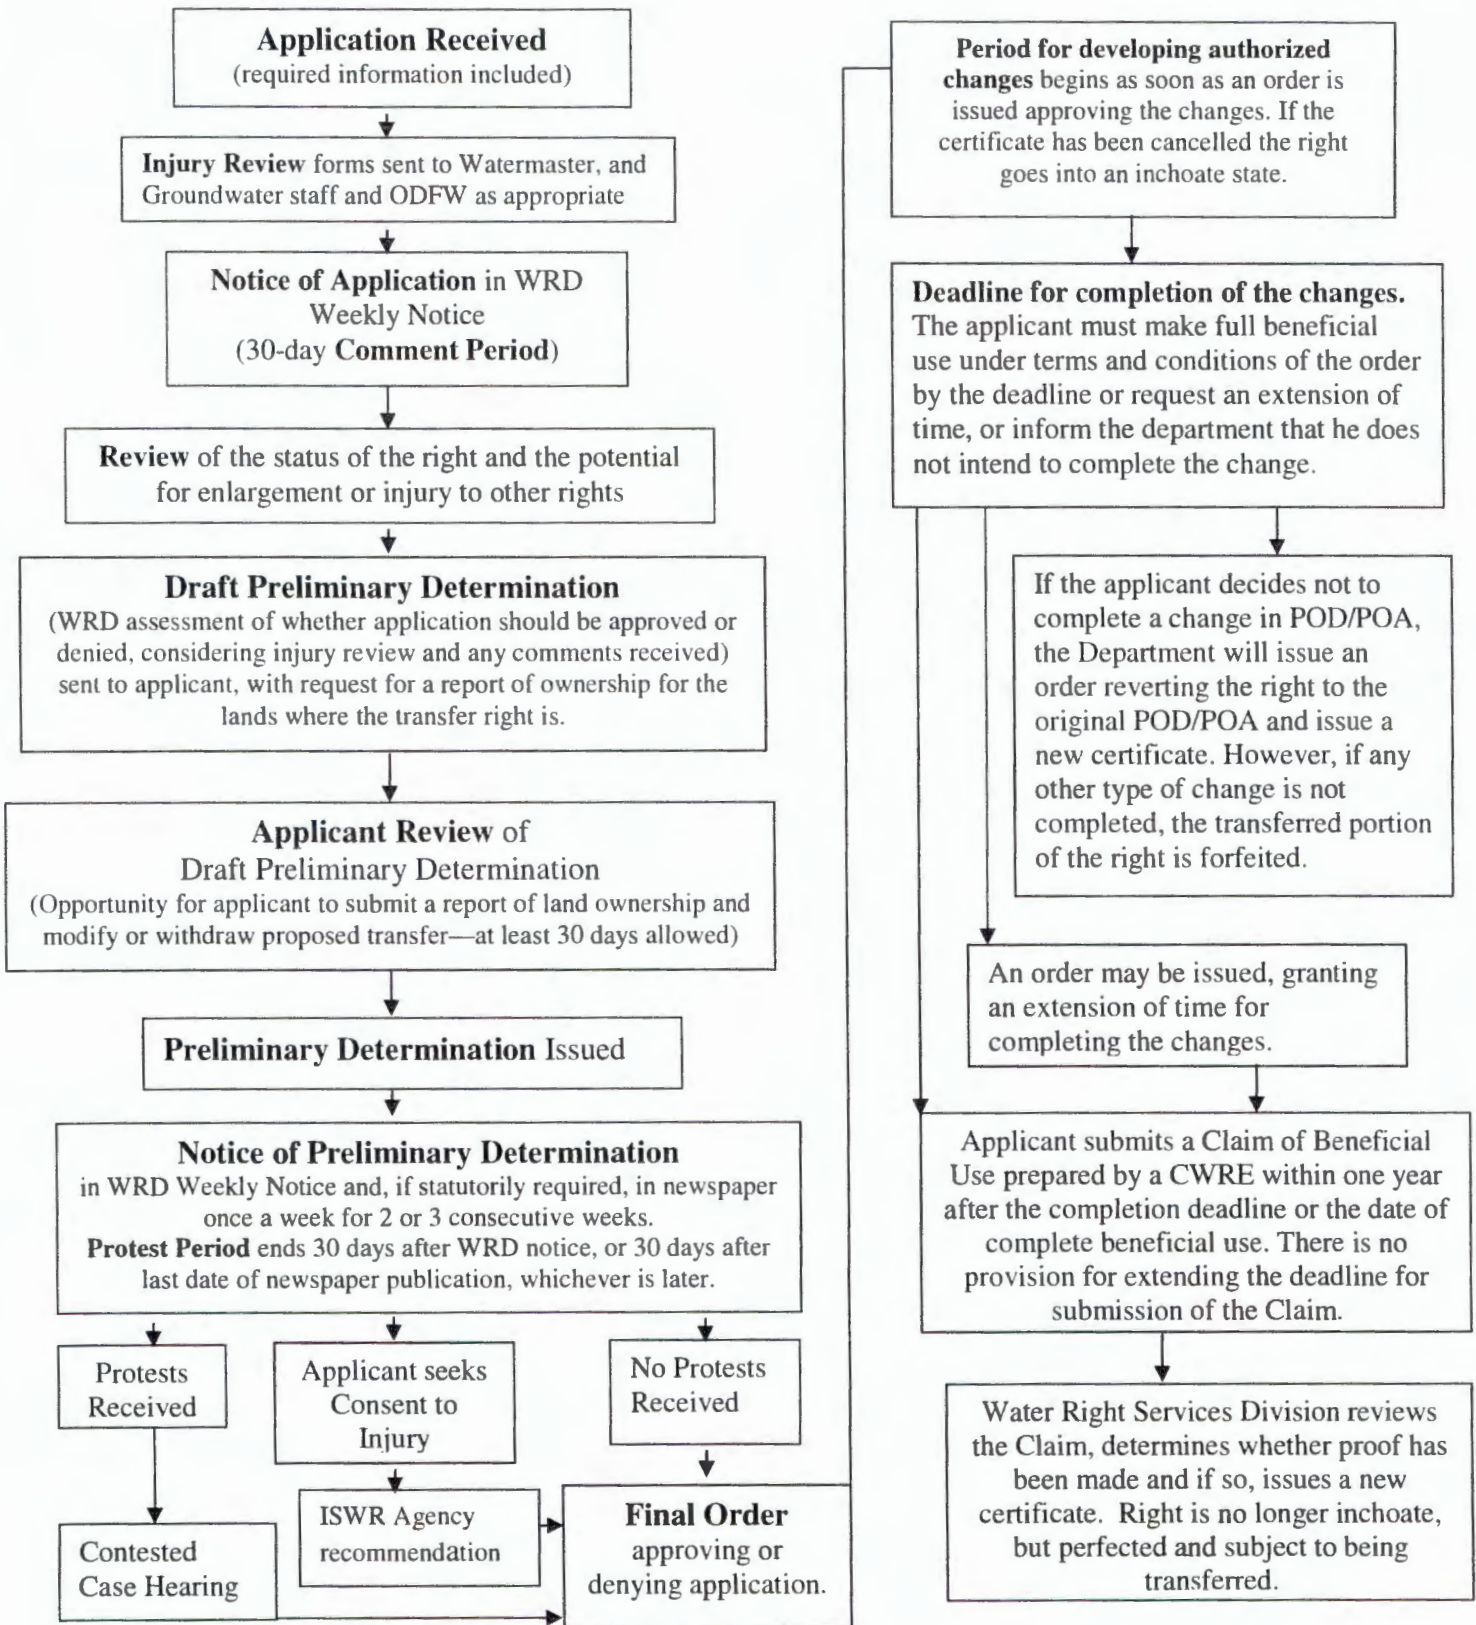 Application Received
(required information included)
Injury Review forms sent to Watermaster, and
Groundwater staff and ODFW as appropriate
Notice of Application in WRD
Weekly Notice
(30-day Comment Period)
Review of the status of the right and the potential
for enlargement or injury to other rights
Draft Preliminary Determination
(WRD assessment of whether application should be approved or
denied, considering injury review and any comments received)
sent to applicant, with request for a report of ownership for the
lands where the transfer right is.
Applicant Review of
Draft Preliminary Determination
(Opportunity for applicant to submit a report of land ownership and
modify or withdraw proposed transfer—at least 30 days allowed)
Preliminary Determination Issued
Notice of Preliminary Determination
in WRD Weekly Notice and, if statutorily required, in newspaper
once a week for 2 or 3 consecutive weeks.
Protest Period ends 30 days after WRD notice, or 30 days after
last date of newspaper publication, whichever is later.
Protests
Received
Applicant seeks
Consent to
Injury
No Protests
Received
Contested
Case Hearing
ISWR Agency
recommendation
Final Order
approving or
denying application.
Period for developing authorized
changes begins as soon as an order is
issued approving the changes. If the
certificate has been cancelled the right
goes into an inchoate state.
Deadline for completion of the changes.
The applicant must make full beneficial
use under terms and conditions of the order
by the deadline or request an extension of
time, or inform the department that he does
not intend to complete the change.
If the applicant decides not to
complete a change in POD/POA,
the Department will issue an
order reverting the right to the
original POD/POA and issue a
new certificate. However, if any
other type of change is not
completed, the transferred portion
of the right is forfeited.
An order may be issued, granting
an extension of time for
completing the changes.
Applicant submits a Claim of Beneficial
Use prepared by a CWRE within one year
after the completion deadline or the date of
complete beneficial use. There is no
provision for extending the deadline for
submission of the Claim.
Water Right Services Division reviews
the Claim, determines whether proof has
been made and if so, issues a new
certificate. Right is no longer inchoate,
but perfected and subject to being
transferred.